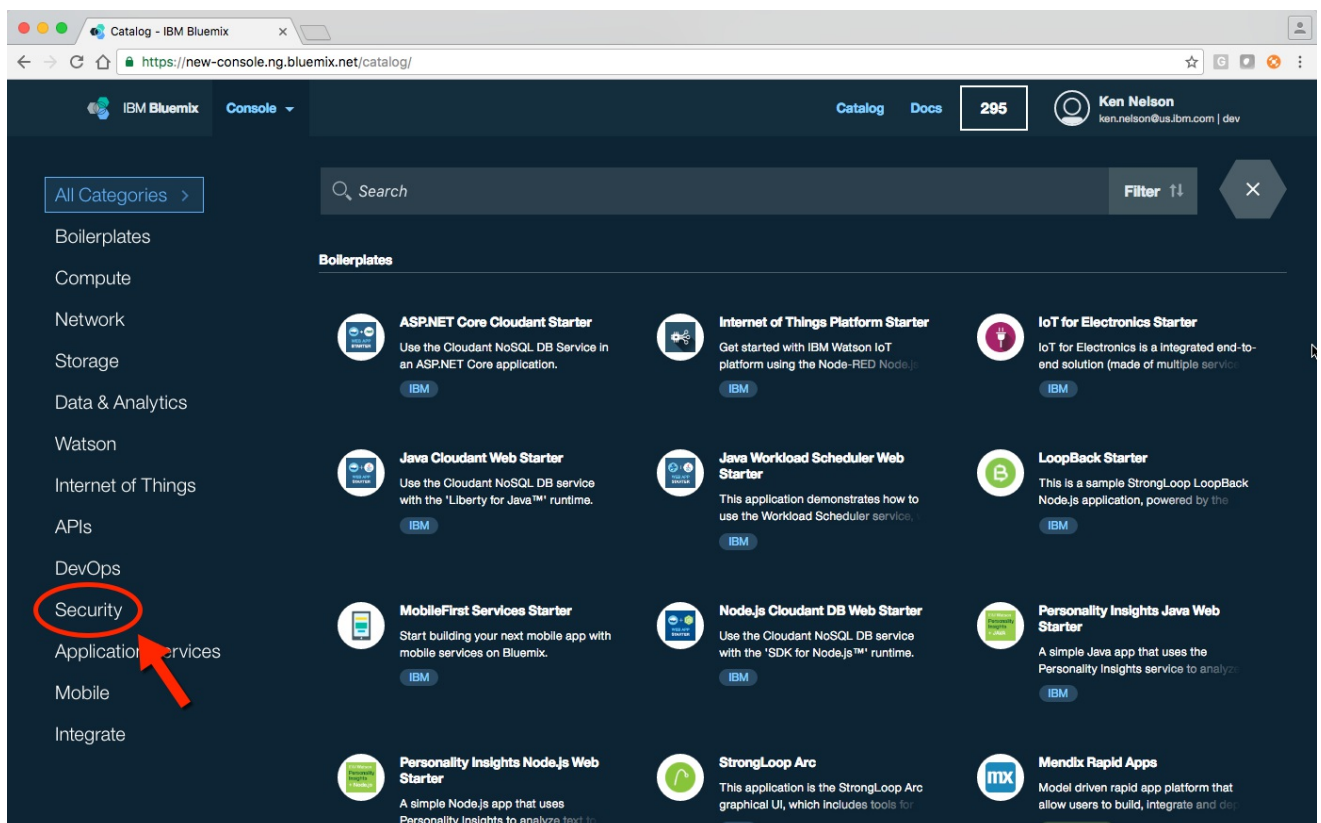 Catalog - IBM Bluemix
https://new-console.ng.bluemix.net/catalog/
IBM Bluemix Console Catalog Docs 295 Ken Nelson
ken.nelson@us.ibm.com | dev
All Categories >
Boilerplates
Compute
Network
Storage
Data & Analytics
Watson
Internet of Things
APIs
DevOps
Security
Application Services
Mobile
Integrate
Search Filter
Boilerplates
ASP.NET Core Cloudant Starter
Use the Cloudant NoSQL DB Service in
an ASP.NET Core application.
IBM
Internet of Things Platform Starter
Get started with IBM Watson IoT
platform using the Node-RED Node.js
IBM
IoT for Electronics Starter
IoT for Electronics is a integrated end-to-
end solution (made of multiple servic
IBM
Java Cloudant Web Starter
Use the Cloudant NoSQL DB service
with the 'Liberty for Java™' runtime.
IBM
Java Workload Scheduler Web
Starter
This application demonstrates how to
use the Workload Scheduler service,
IBM
LoopBack Starter
This is a sample StrongLoop LoopBack
Node.js application, powered by the
IBM
MobileFirst Services Starter
Start building your next mobile app with
mobile services on Bluemix.
IBM
Node.js Cloudant DB Web Starter
Use the Cloudant NoSQL DB service
with the 'SDK for Node.js™' runtime.
IBM
Personality Insights Java Web
Starter
A simple Java app that uses the
Personality Insights service to analyze
IBM
Personality Insights Node.js Web
Starter
A simple Node.js app that uses
Personality Insights to analyze text to
StrongLoop Arc
This application is the StrongLoop Arc
graphical UI, which includes tools for
mx
Mendix Rapid Apps
Model driven rapid app platform that
allow users to build, integrate and dep